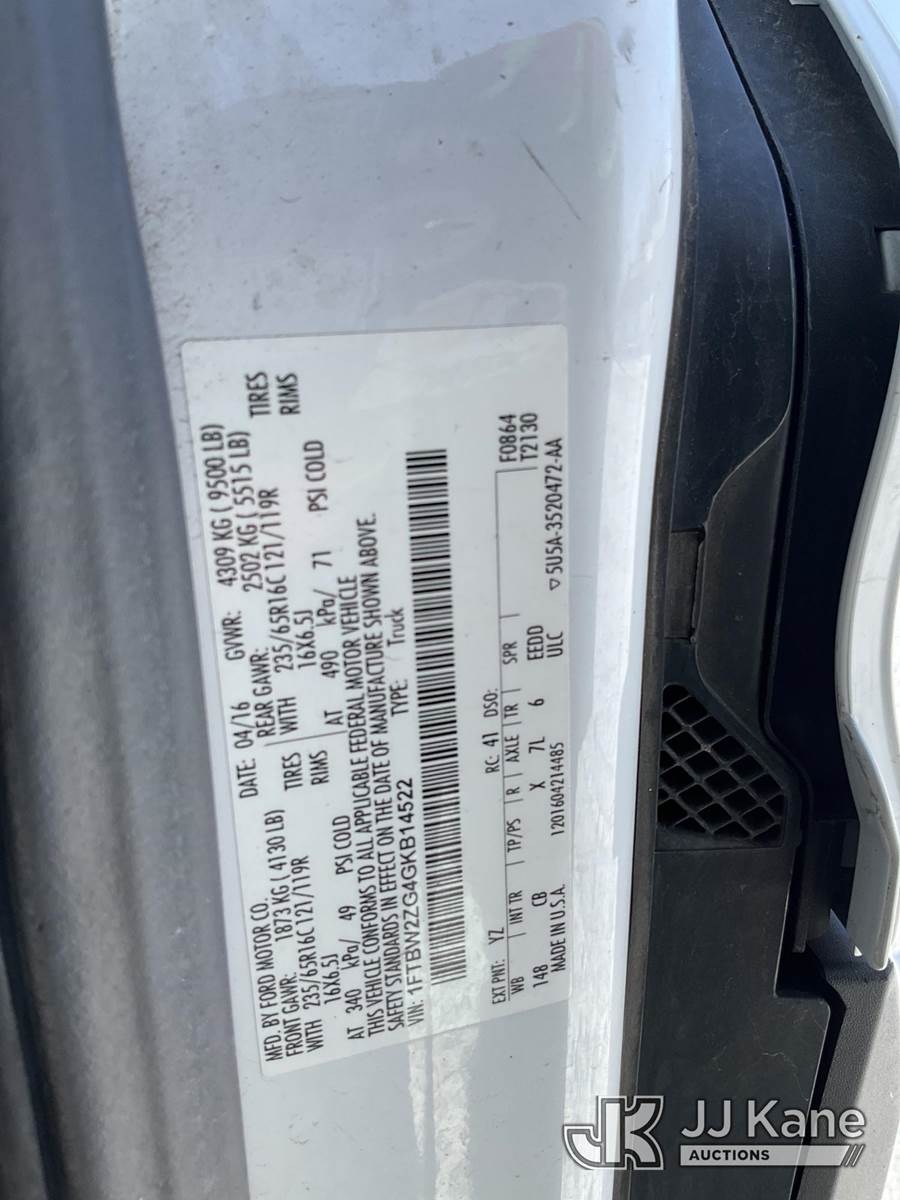 MFD. BY FORD MOTOR CO. DATE: 04/16 GVWR: 4309 KG ( 9500 LB)
FRONT GAWR: 1873 KG ( 4130 LB) REAR GAWR: 2502 KG ( 5515 LB)
WITH 235/65R16C 121/119R TIRES WITH 235/65R16C 121/119R TIRES
16X6.5J RIMS 16X6.5J RIMS
AT 340 kPa/ 49 PSI COLD AT 490 kPa/ 71 PSI COLD
THIS VEHICLE CONFORMS TO ALL APPLICABLE FEDERAL MOTOR VEHICLE
SAFETY STANDARDS IN EFFECT ON THE DATE OF MANUFACTURE SHOWN ABOVE.
VIN: 1FTBW2ZG4GKB14522 TYPE: Truck
EXT PNT: YZ RC: 41 DSO: F0864
WB INT TR TP/PS R AXLE TR SPR T2130
148 CB X 7L 6 EEDD
MADE IN U.S.A. 1201604214485 ULC ▽ 5U5A-3520472-AA
JK JJ Kane
AUCTIONS